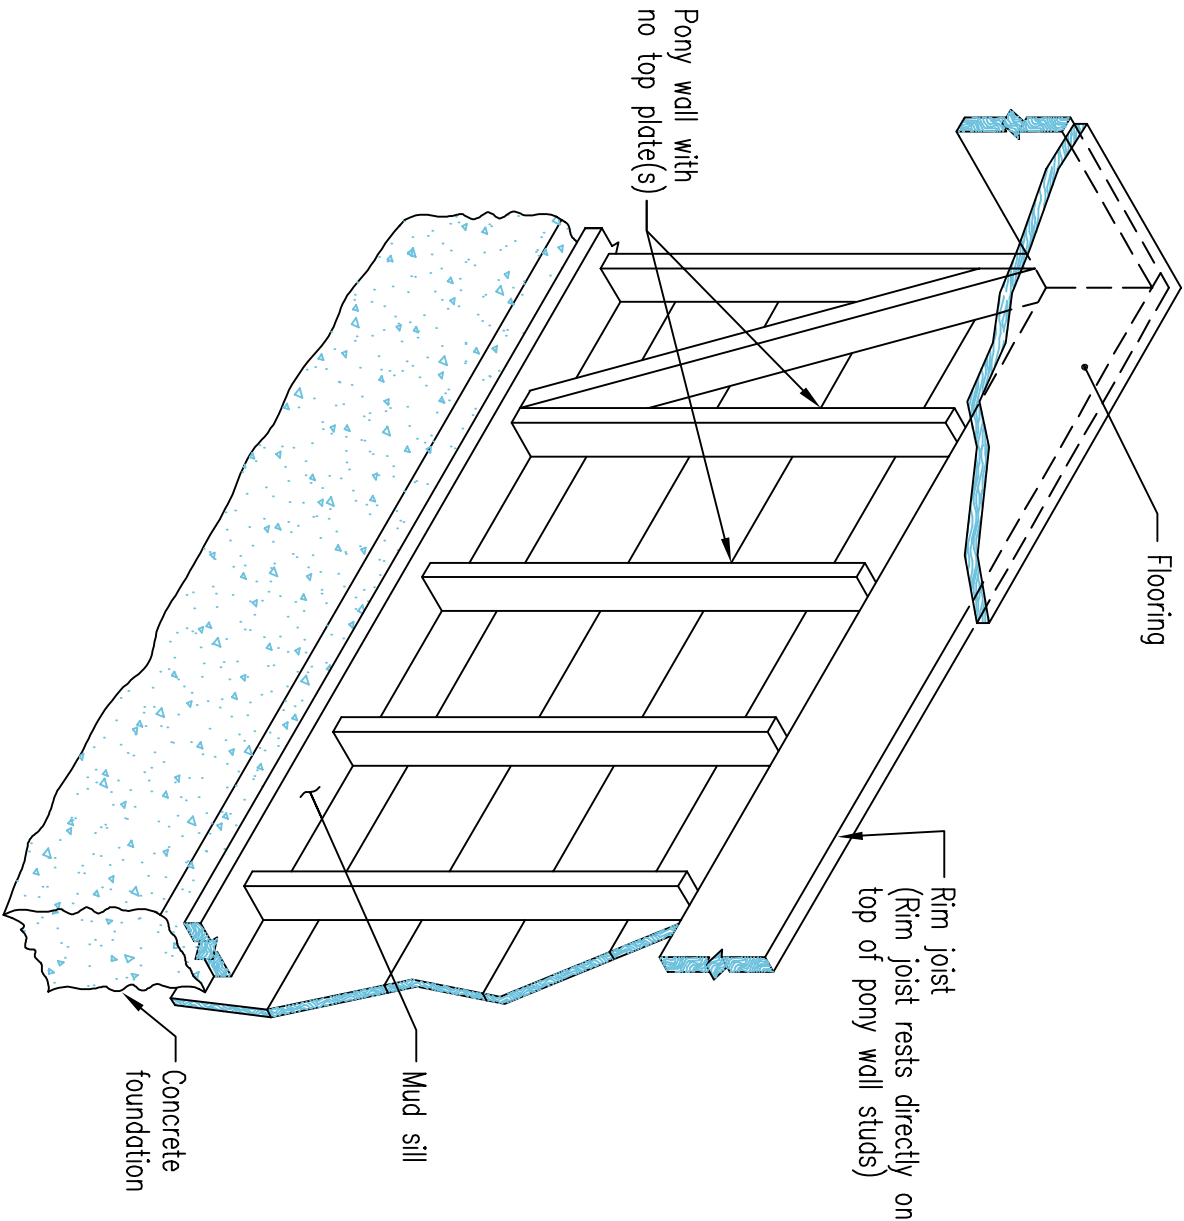 Flooring
Pony wall with
no top plate(s)
Rim joist
(Rim joist rests directly on
top of pony wall studs)
Mud sill
Concrete
foundation